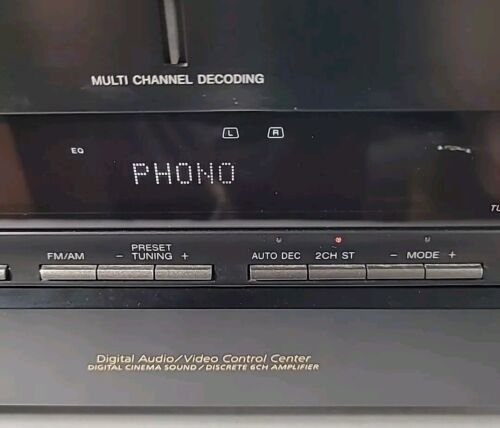 MULTI CHANNEL DECODING
L R
EQ
PHONO
TU
PRESET
FM/AM - TUNING + AUTO DEC 2CH ST - MODE +
Digital Audio/Video Control Center
DIGITAL CINEMA SOUND / DISCRETE 6CH AMPLIFIER